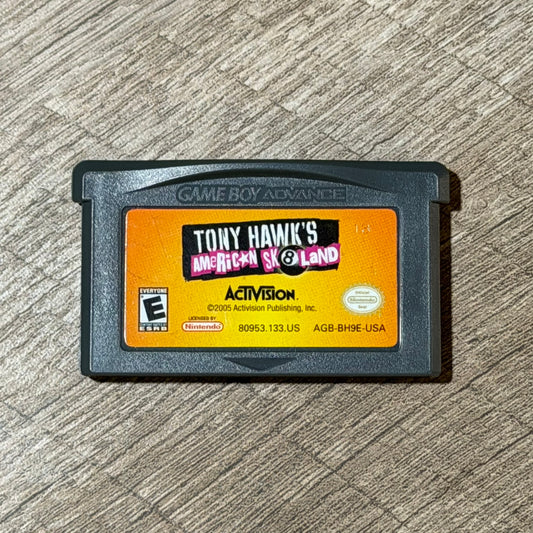 GAME BOY ADVANCE
TONY HAWK'S
AMERICAN SK8LAND
ACTIVISION.
©2005 Activision Publishing, Inc.
EVERYONE
E
ESRB
LICENSED BY
Nintendo
80953.133.US
AGB-BH9E-USA
Nintendo